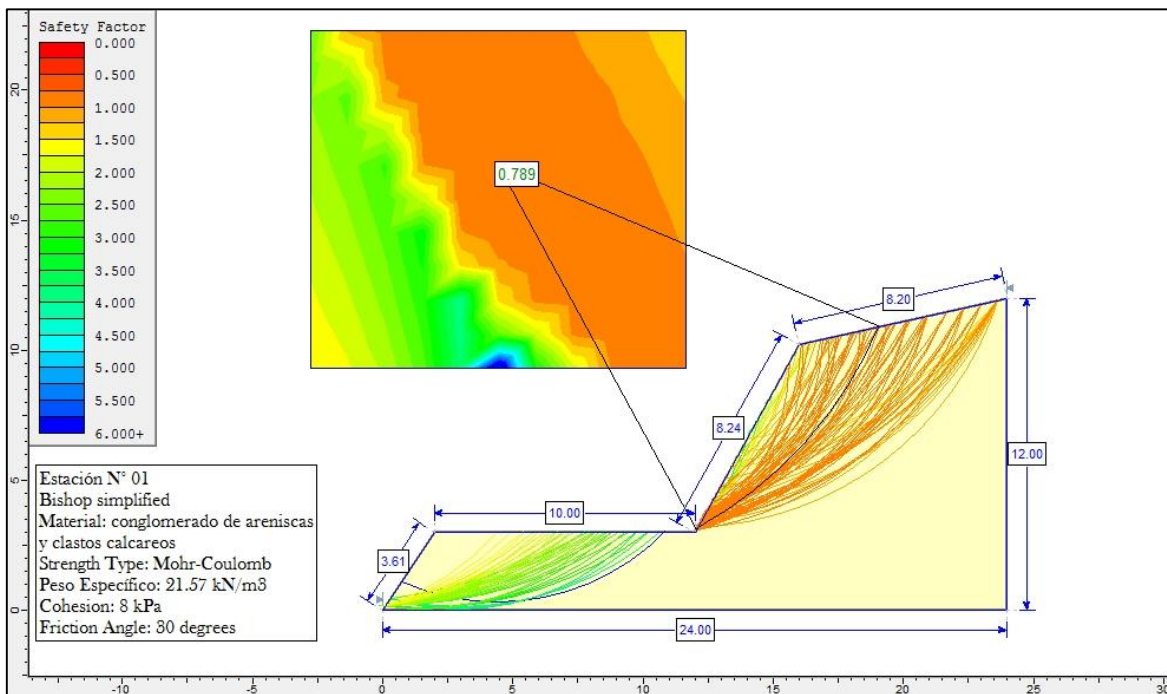 Safety Factor
0.000
0.500
1.000
1.500
2.000
2.500
3.000
3.500
4.000
4.500
5.000
5.500
6.000+
0.789
8.20
8.24
12.00
10.00
3.61
24.00
Estación N° 01
Bishop simplified
Material: conglomerado de areniscas
y clastos calcareos
Strength Type: Mohr-Coulomb
Peso Específico: 21.57 kN/m3
Cohesion: 8 kPa
Friction Angle: 30 degrees
20
15
10
5
0
-10 -5 0 5 10 15 20 25 30